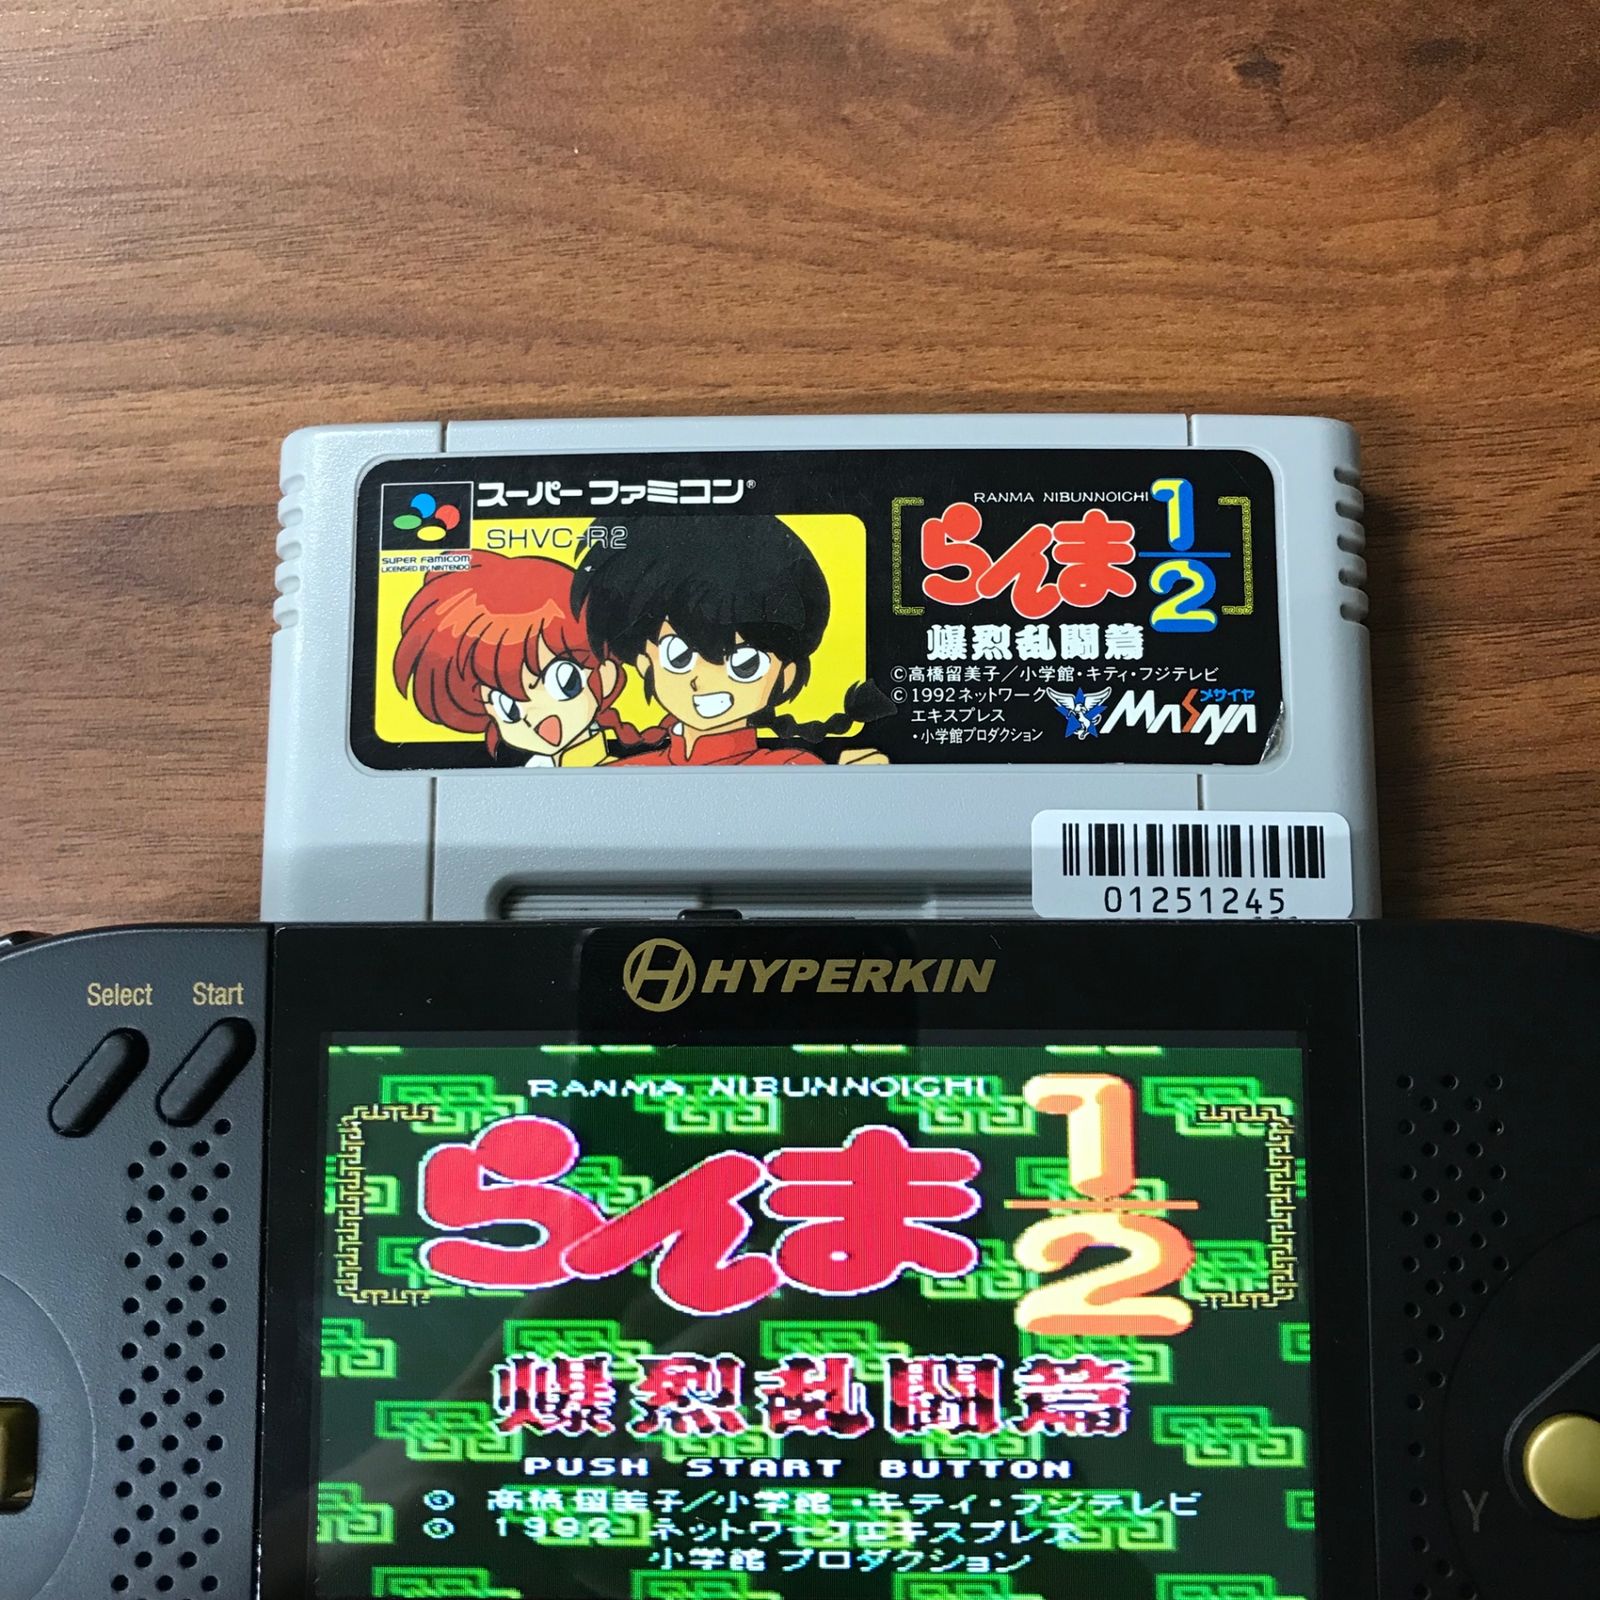 スーパーファミコン®
SHVC-R2
SUPER FAMICOM
LICENSED BY NINTENDO
RANMA NIBUNNOICHI
らんま1/2
爆烈乱闘篇
©高橋留美子/小学館・キティ・フジテレビ
©1992ネットワーク
エキスプレス
・小学館プロダクション
メサイヤ
MASAYA
01251245
HYPERKIN
Select Start
RANMA NIBUNNOICHI
らんま1/2
爆烈乱闘篇
PUSH START BUTTON
© 高橋留美子/小学館・キティ・フジテレビ
© 1992 ネットワークエキスプレス
小学館プロダクション
Y